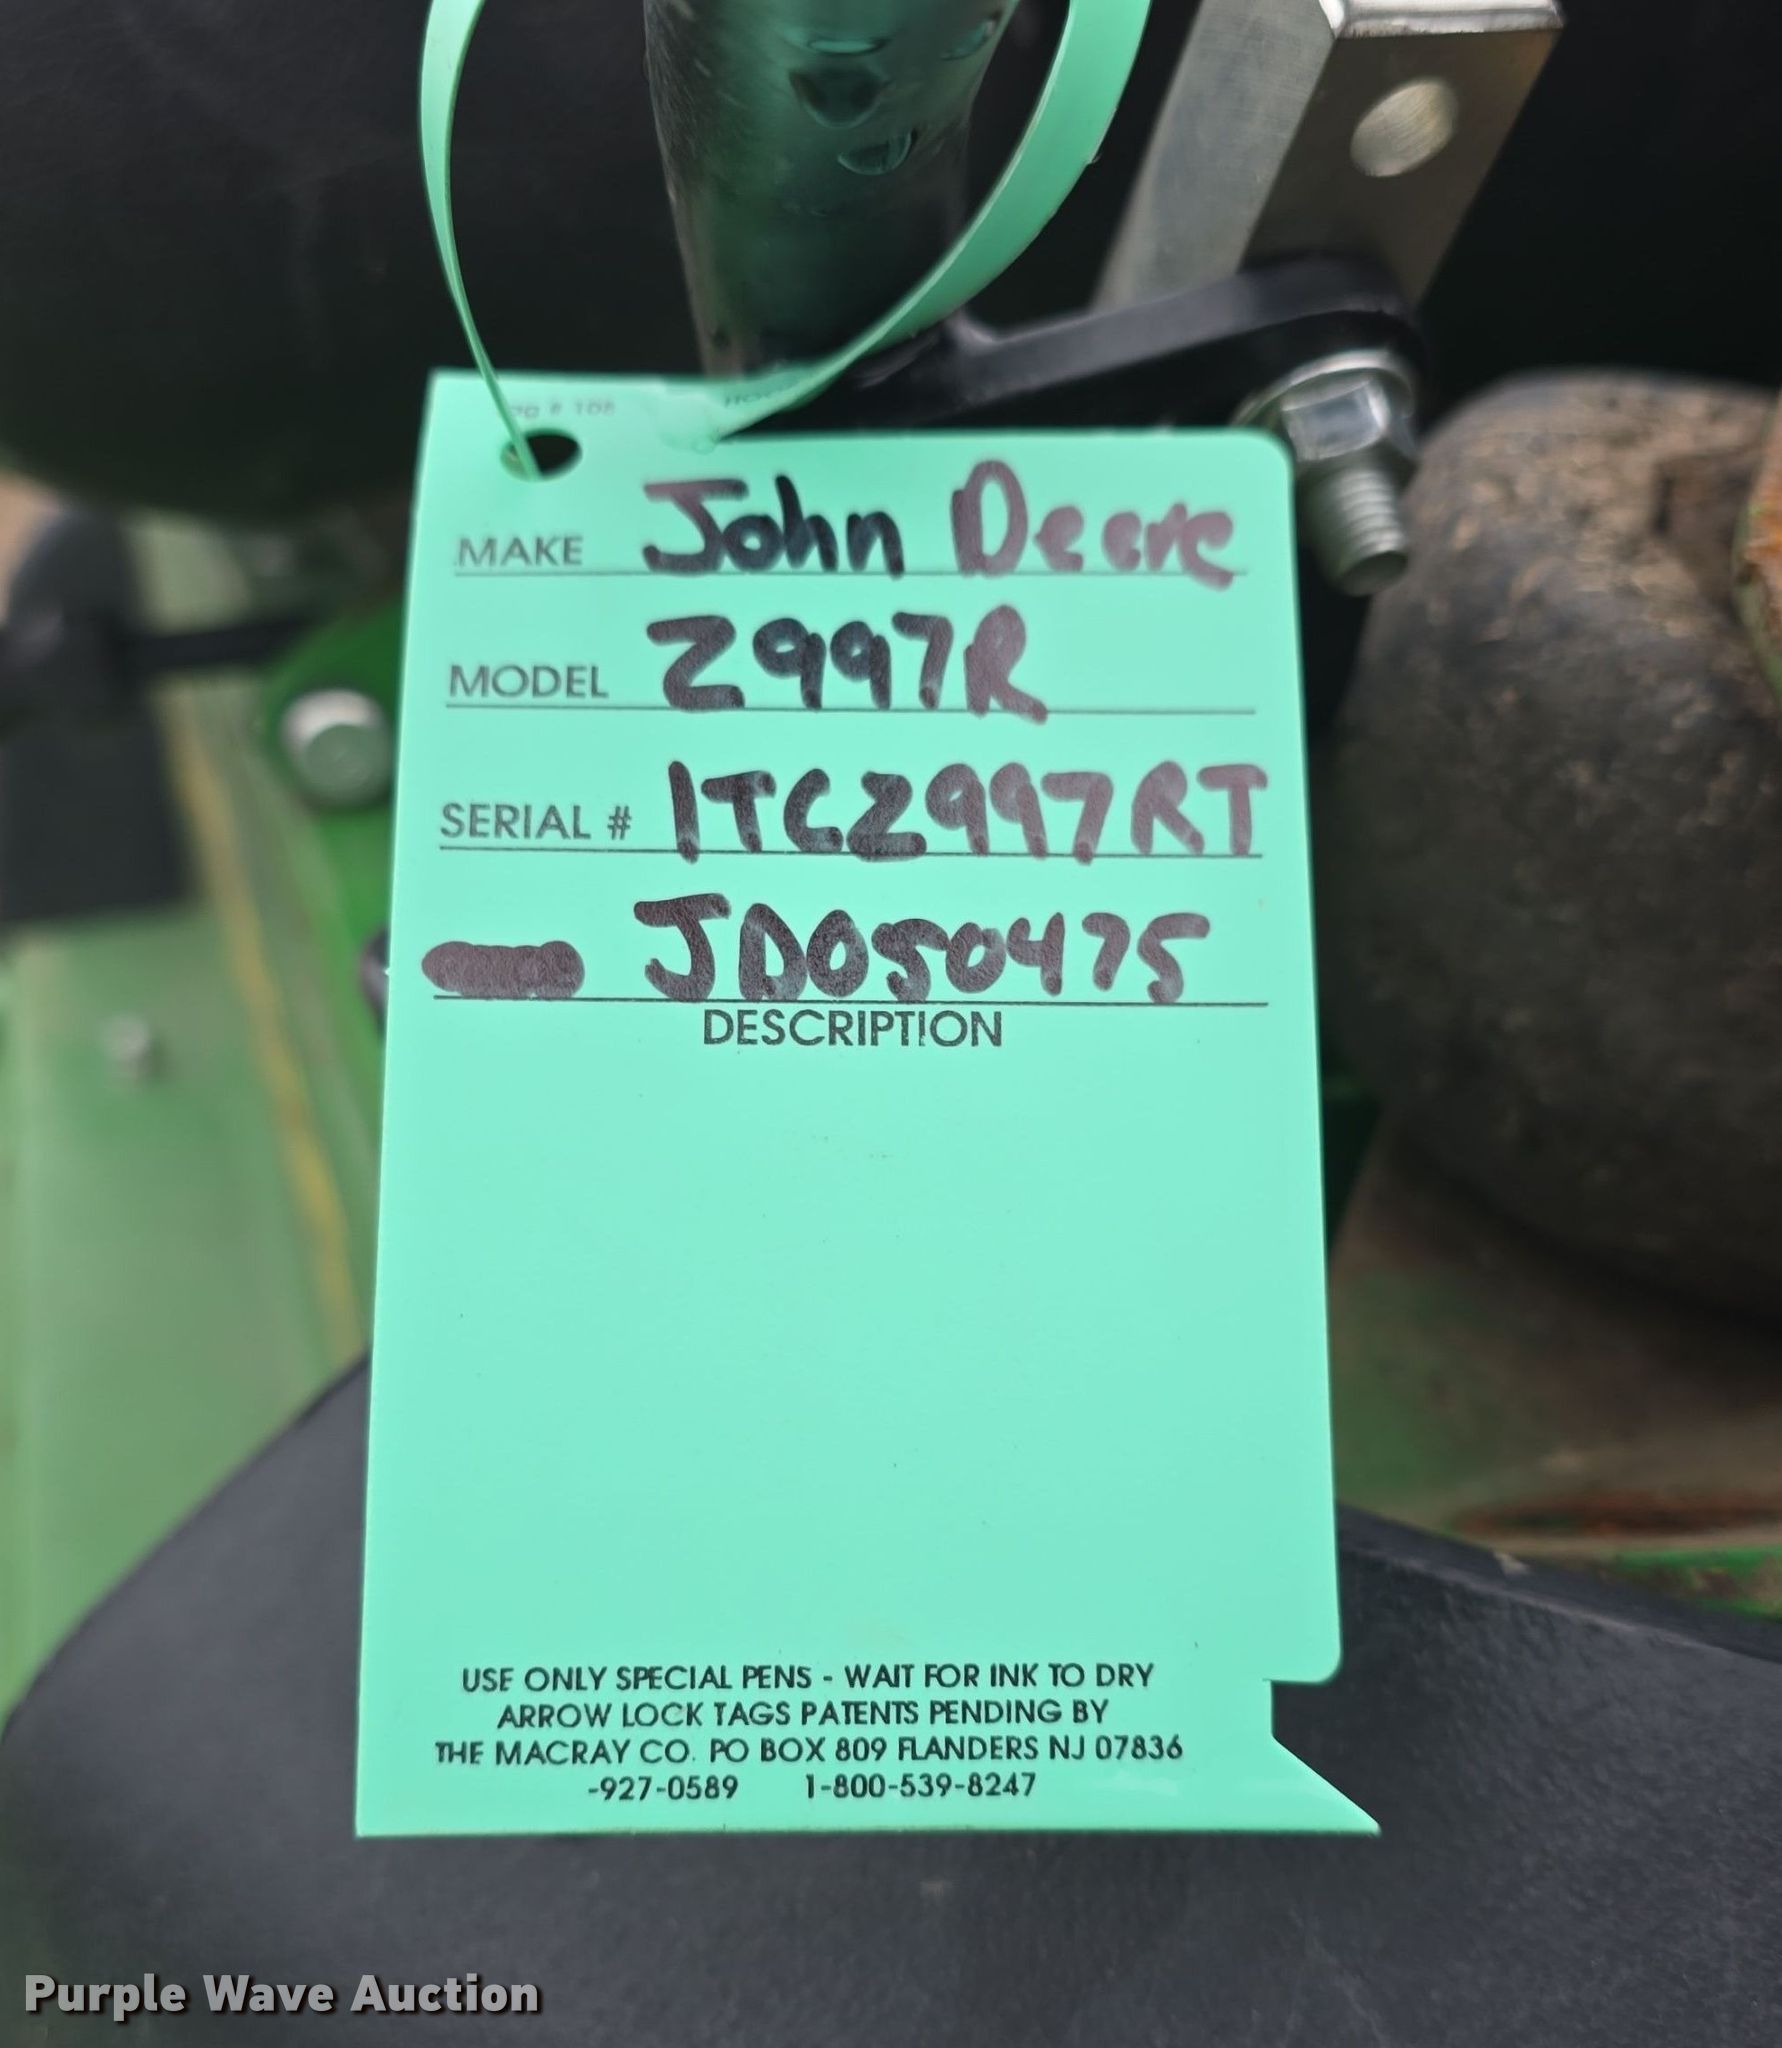 MAKE John Deere
MODEL Z997R
SERIAL # 1TCZ997RT
JD050475
DESCRIPTION
USE ONLY SPECIAL PENS - WAIT FOR INK TO DRY
ARROW LOCK TAGS PATENTS PENDING BY
THE MACRAY CO. PO BOX 809 FLANDERS NJ 07836
-927-0589 1-800-539-8247
Purple Wave Auction